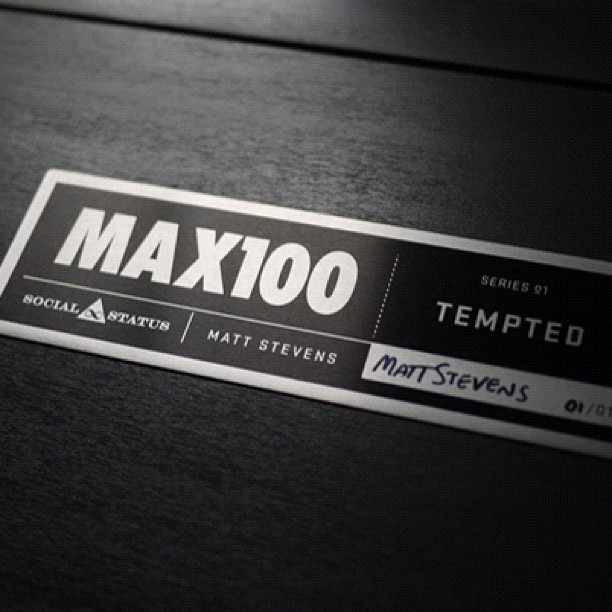 MAX100
SOCIAL & STATUS
MATT STEVENS
SERIES 01
TEMPTED
MATT STEVENS
01/01